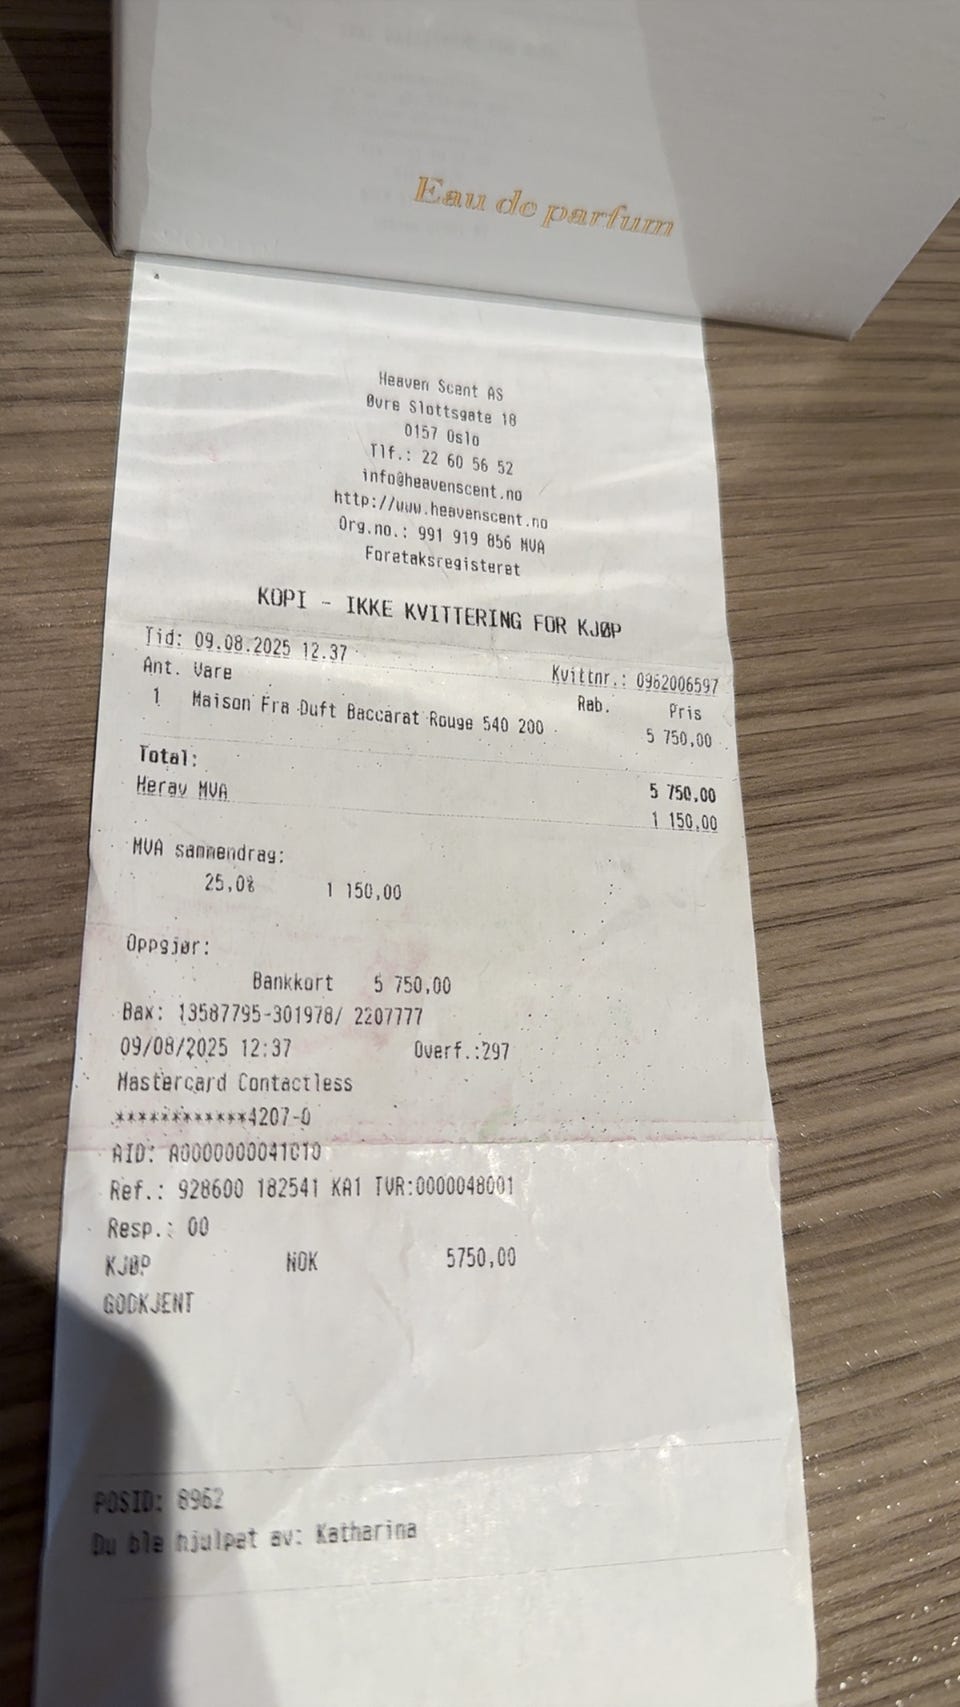 Eau de parfum
Heaven Scent AS
Øvre Slottsgate 18
0157 Oslo
Tlf.: 22 60 56 52
info@heavenscent.no
http://www.heavenscent.no
Org.no.: 991 919 856 MVA
Foretaksregisteret
KOPI - IKKE KVITTERING FOR KJØP
Tid: 09.08.2025 12.37 Kvittnr.: 0962006597
Ant. Vare Rab. Pris
1 Maison Fra Duft Baccarat Rouge 540 200 5 750,00
Total: 5 750,00
Herav MVA 1 150,00
MVA sammendrag:
25,0% 1 150,00
Oppgjør:
Bankkort 5 750,00
Bax: 13587795-301978/ 2207777
09/08/2025 12:37 Overf.:297
Mastercard Contactless
************4207-0
AID: A0000000041010
Ref.: 928600 182541 KA1 TVR:0000048001
Resp.: 00
KJØP NOK 5750,00
GODKJENT
POSID: 8962
Du ble hjulpet av: Katharina